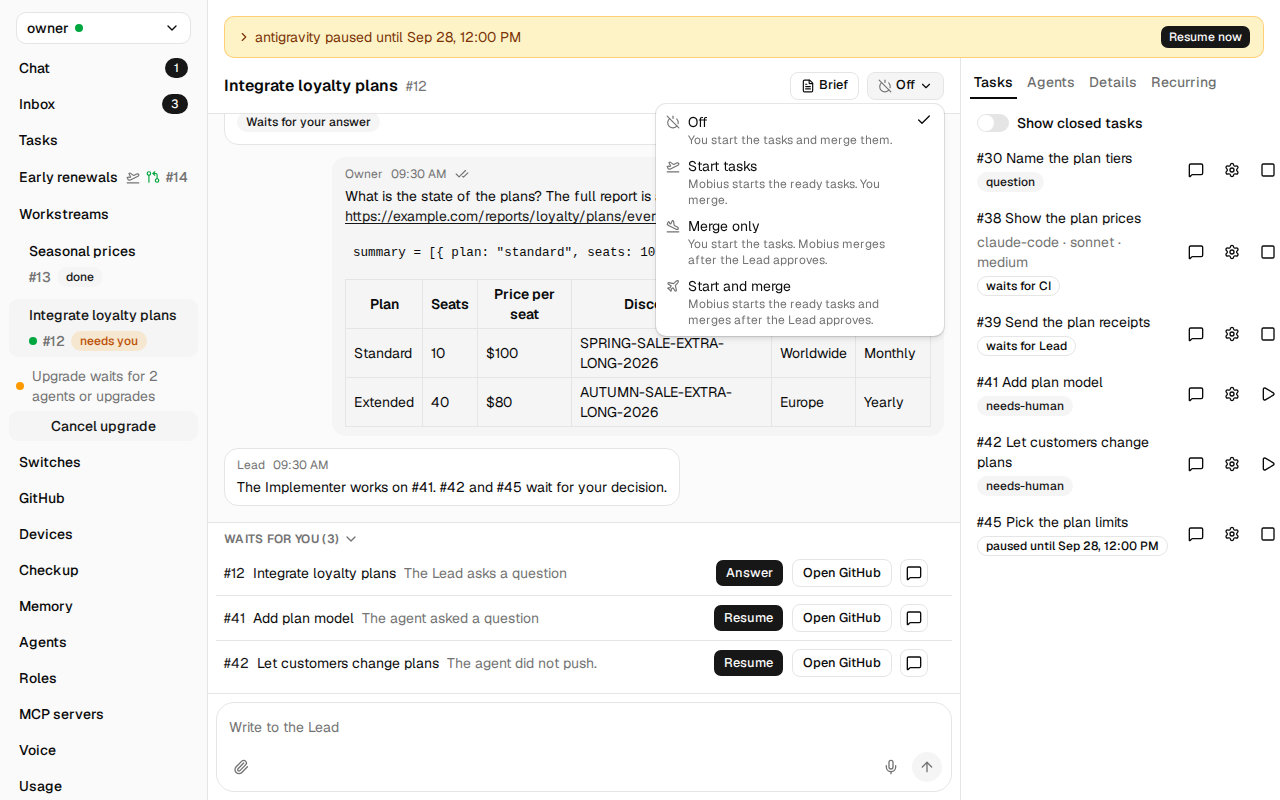 owner
Chat
1
Inbox
3
Tasks
Early renewals
#14
Workstreams
Seasonal prices
#13
done
Integrate loyalty plans
#12
needs you
Upgrade waits for 2
agents or upgrades
Cancel upgrade
Switches
GitHub
Devices
Checkup
Memory
Agents
Roles
MCP servers
Voice
Usage
antigravity paused until Sep 28, 12:00 PM
Resume now
Integrate loyalty plans #12
Brief
Off
Waits for your answer
Off
You start the tasks and merge them.
Start tasks
Mobius starts the ready tasks. You
merge.
Merge only
You start the tasks. Mobius merges
after the Lead approves.
Start and merge
Mobius starts the ready tasks and
merges after the Lead approves.
Owner 09:30 AM
What is the state of the plans? The full report is
https://example.com/reports/loyalty/plans/ever
summary = [{ plan: "standard", seats: 10
Plan
Seats
Price per
seat
Standard
10
$100
SPRING-SALE-EXTRA-
LONG-2026
Worldwide
Monthly
Extended
40
$80
AUTUMN-SALE-EXTRA-
LONG-2026
Europe
Yearly
Lead 09:30 AM
The Implementer works on #41. #42 and #45 wait for your decision.
WAITS FOR YOU (3)
#12 Integrate loyalty plans The Lead asks a question
Answer
Open GitHub
#41 Add plan model The agent asked a question
Resume
Open GitHub
#42 Let customers change plans The agent did not push.
Resume
Open GitHub
Write to the Lead
Tasks
Agents
Details
Recurring
Show closed tasks
#30 Name the plan tiers
question
#38 Show the plan prices
claude-code · sonnet ·
medium
waits for CI
#39 Send the plan receipts
waits for Lead
#41 Add plan model
needs-human
#42 Let customers change
plans
needs-human
#45 Pick the plan limits
paused until Sep 28, 12:00 PM